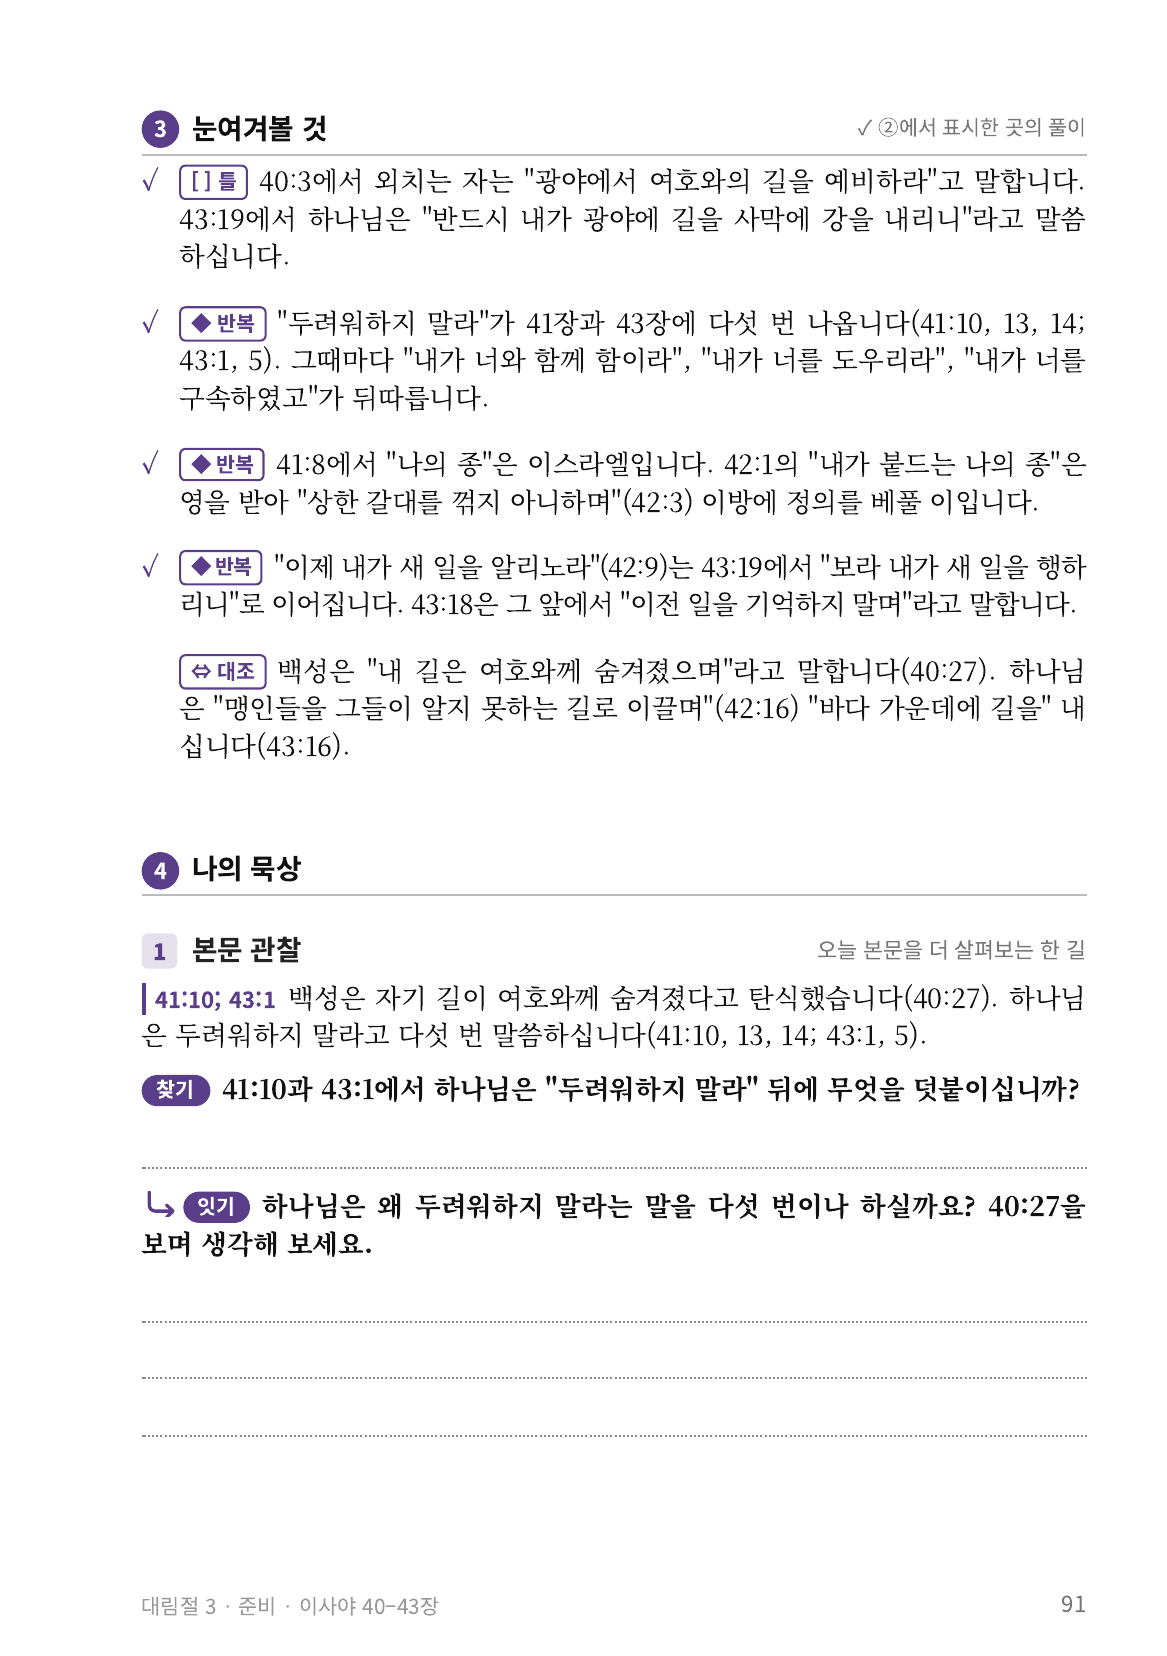 3 눈여겨볼 것
✓ ②에서 표시한 곳의 풀이
✓ [ ] 틀 40:3에서 외치는 자는 "광야에서 여호와의 길을 예비하라"고 말합니다.
43:19에서 하나님은 "반드시 내가 광야에 길을 사막에 강을 내리니"라고 말씀
하십니다.
✓ ◆ 반복 "두려워하지 말라"가 41장과 43장에 다섯 번 나옵니다(41:10, 13, 14;
43:1, 5). 그때마다 "내가 너와 함께 함이라", "내가 너를 도우리라", "내가 너를
구속하였고"가 뒤따릅니다.
✓ ◆ 반복 41:8에서 "나의 종"은 이스라엘입니다. 42:1의 "내가 붙드는 나의 종"은
영을 받아 "상한 갈대를 꺾지 아니하며"(42:3) 이방에 정의를 베풀 이입니다.
✓ ◆ 반복 "이제 내가 새 일을 알리노라"(42:9)는 43:19에서 "보라 내가 새 일을 행하
리니"로 이어집니다. 43:18은 그 앞에서 "이전 일을 기억하지 말며"라고 말합니다.
⇔ 대조 백성은 "내 길은 여호와께 숨겨졌으며"라고 말합니다(40:27). 하나님
은 "맹인들을 그들이 알지 못하는 길로 이끌며"(42:16) "바다 가운데에 길을" 내
십니다(43:16).
4 나의 묵상
1 본문 관찰
오늘 본문을 더 살펴보는 한 길
41:10; 43:1 백성은 자기 길이 여호와께 숨겨졌다고 탄식했습니다(40:27). 하나님
은 두려워하지 말라고 다섯 번 말씀하십니다(41:10, 13, 14; 43:1, 5).
찾기 41:10과 43:1에서 하나님은 "두려워하지 말라" 뒤에 무엇을 덧붙이십니까?
↳ 잇기 하나님은 왜 두려워하지 말라는 말을 다섯 번이나 하실까요? 40:27을
보며 생각해 보세요.
대림절 3 · 준비 · 이사야 40–43장
91